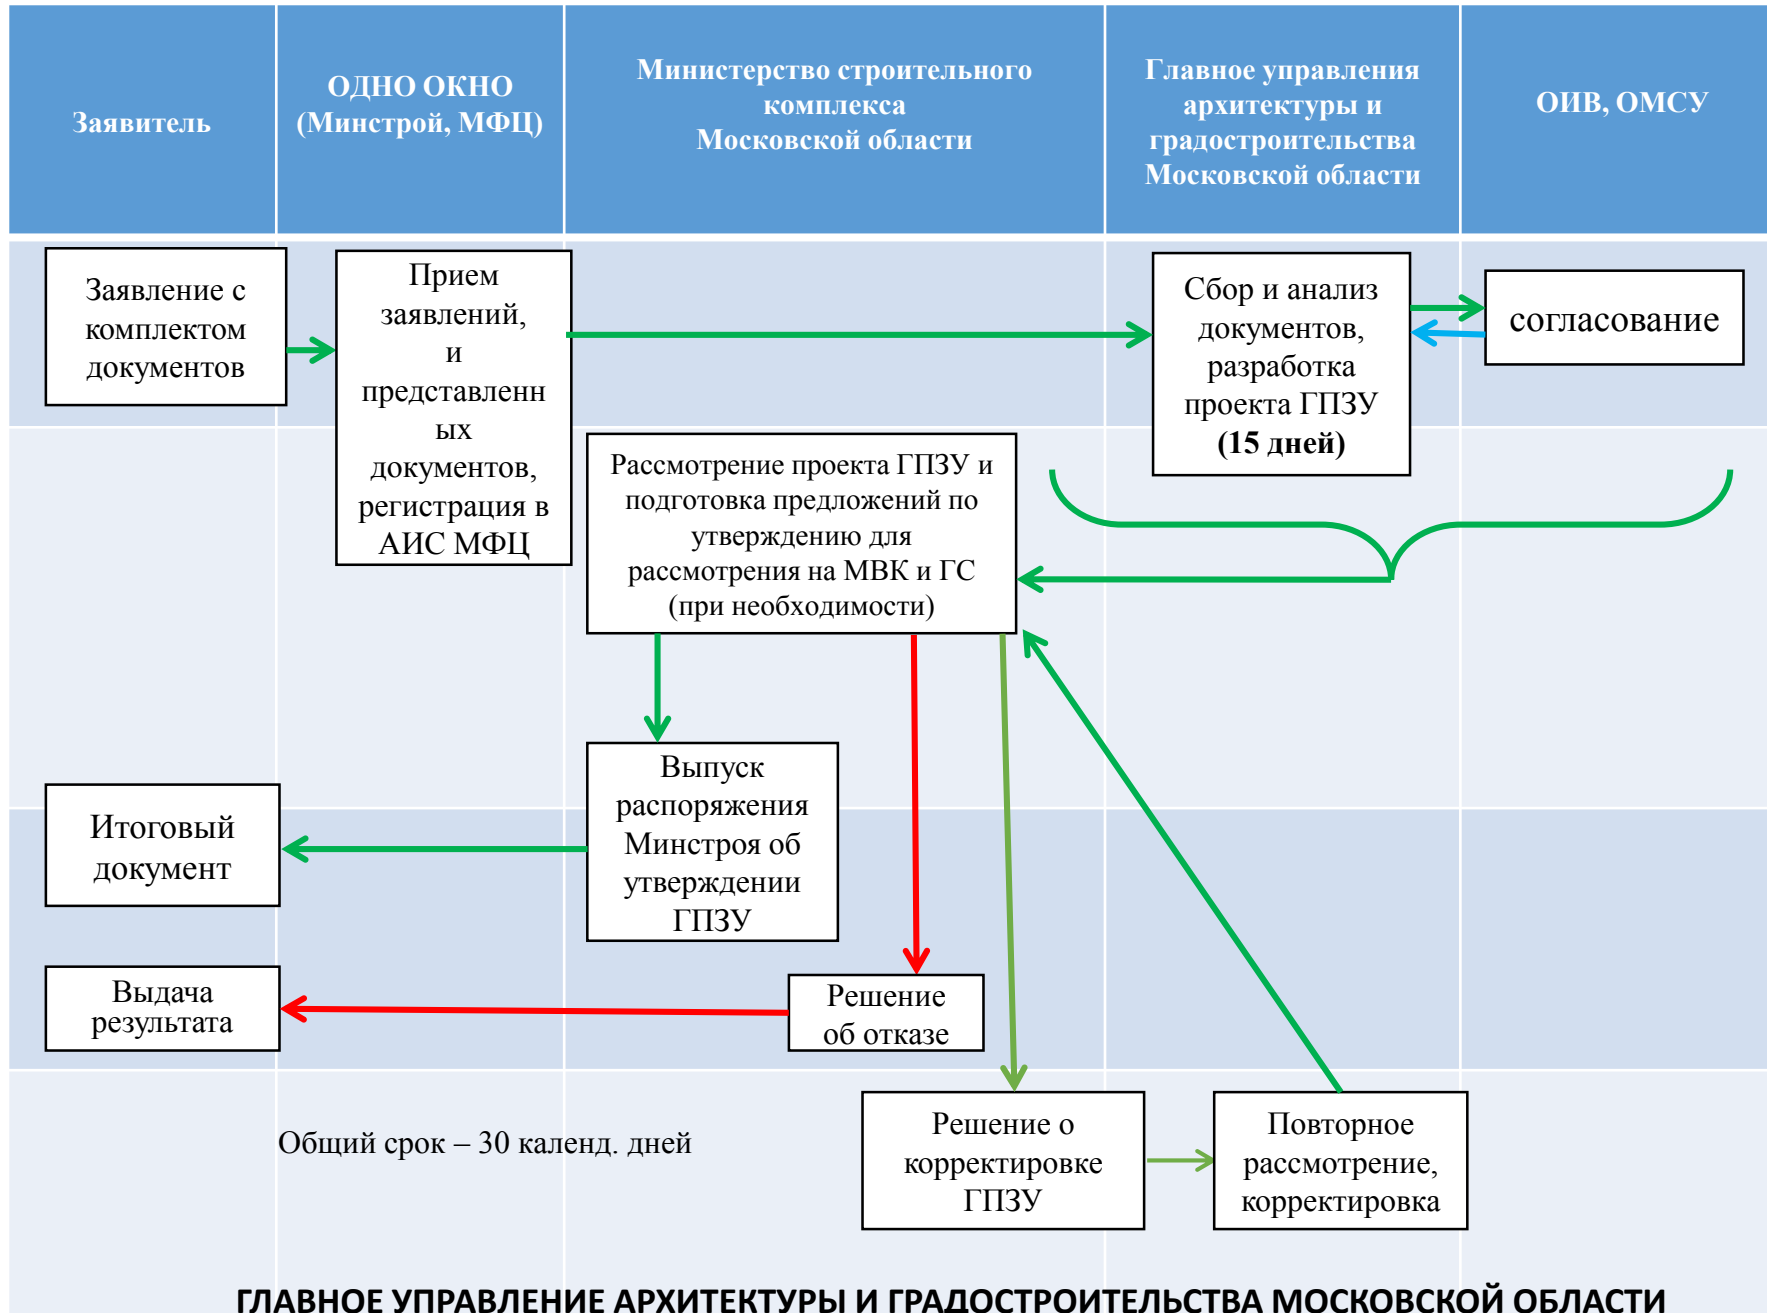 Заявитель
ОДНО ОКНО
(Минстрой, МФЦ)
Министерство строительного
комплекса
Московской области
Главное управления
архитектуры и
градостроительства
Московской области
ОИВ, ОМСУ
Заявление с
комплектом
документов
Прием
заявлений,
и
представленн
ых
документов,
регистрация в
АИС МФЦ
Сбор и анализ
документов,
разработка
проекта ГПЗУ
(15 дней)
согласование
Рассмотрение проекта ГПЗУ и
подготовка предложений по
утверждению для
рассмотрения на МВК и ГС
(при необходимости)
Выпуск
распоряжения
Минстроя об
утверждении
ГПЗУ
Итоговый
документ
Выдача
результата
Решение
об отказе
Общий срок – 30 календ. дней
Решение о
корректировке
ГПЗУ
Повторное
рассмотрение,
корректировка
ГЛАВНОЕ УПРАВЛЕНИЕ АРХИТЕКТУРЫ И ГРАДОСТРОИТЕЛЬСТВА МОСКОВСКОЙ ОБЛАСТИ